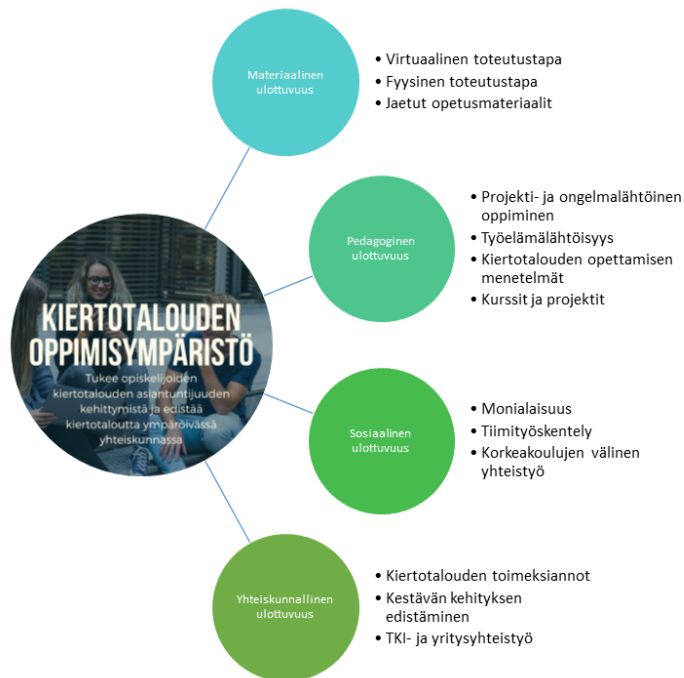 Materiaalinen
ulottuvuus
• Virtuaalinen toteutustapa
• Fyysinen toteutustapa
• Jaetut opetusmateriaalit
Pedagoginen
ulottuvuus
• Projekti- ja ongelmalähtöinen
oppiminen
• Työelämälähtöisyys
• Kiertotalouden opettamisen
menetelmät
• Kurssit ja projektit
KIERTOTALOUDEN
OPPIMISYMPÄRISTÖ
Tukee opiskelijoiden
kiertotalouden asiantuntijuuden
kehittymistä ja edistää
kiertotaloutta ympäröivässä
yhteiskunnassa
Sosiaalinen
ulottuvuus
• Monialaisuus
• Tiimityöskentely
• Korkeakoulujen välinen
yhteistyö
Yhteiskunnallinen
ulottuvuus
• Kiertotalouden toimeksiannot
• Kestävän kehityksen
edistäminen
• TKI- ja yritysyhteistyö